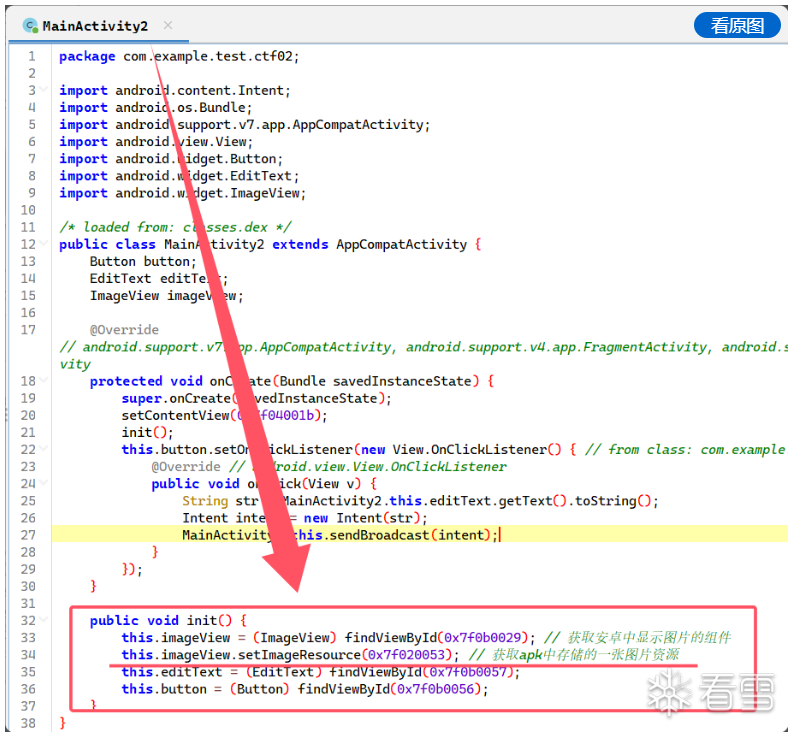 MainActivity2
看原图
1 package com.example.test.ctf02;
2
3 import android.content.Intent;
4 import android.os.Bundle;
5 import android.support.v7.app.AppCompatActivity;
6 import android.view.View;
7 import android.widget.Button;
8 import android.widget.EditText;
9 import android.widget.ImageView;
10
11 /* loaded from: classes.dex */
12 public class MainActivity2 extends AppCompatActivity {
13 Button button;
14 EditText editText;
15 ImageView imageView;
16
17 @Override
// android.support.v7.app.AppCompatActivity, android.support.v4.app.FragmentActivity, android.s
vity
18 protected void onCreate(Bundle savedInstanceState) {
19 super.onCreate(savedInstanceState);
20 setContentView(0x7f04001b);
21 init();
22 this.button.setOnClickListener(new View.OnClickListener() { // from class: com.example
23 @Override // android.view.View.OnClickListener
24 public void onClick(View v) {
25 String str = MainActivity2.this.editText.getText().toString();
26 Intent intent = new Intent(str);
27 MainActivity2.this.sendBroadcast(intent);
28 }
29 });
30 }
31
32 public void init() {
33 this.imageView = (ImageView) findViewById(0x7f0b0029); // 获取安卓中显示图片的组件
34 this.imageView.setImageResource(0x7f020053); // 获取apk中存储的一张图片资源
35 this.editText = (EditText) findViewById(0x7f0b0057);
36 this.button = (Button) findViewById(0x7f0b0056);
37 }
38 }
看雪